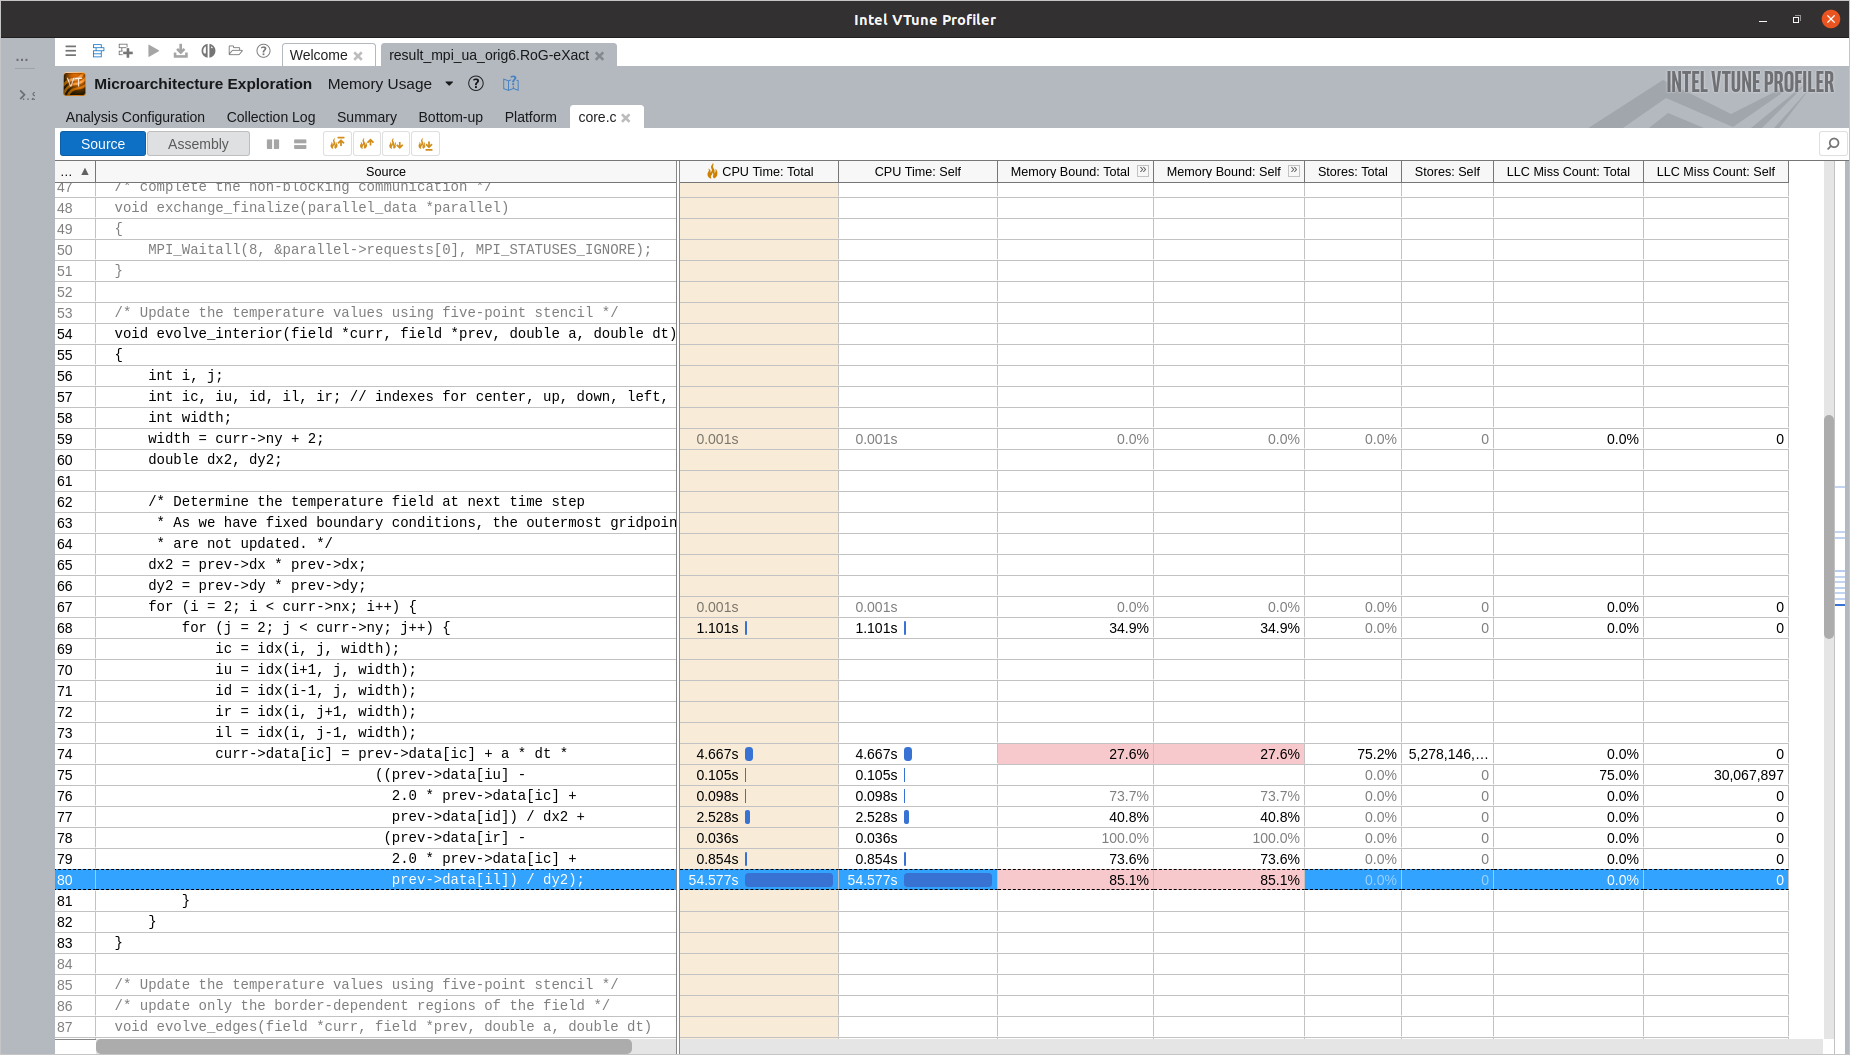 Intel VTune Profiler
Welcome
result_mpi_ua_orig6.RoG-eXact
Microarchitecture Exploration Memory Usage
INTEL VTUNE PROFILER
Analysis Configuration Collection Log Summary Bottom-up Platform core.c
Source Assembly
... Source CPU Time: Total CPU Time: Self Memory Bound: Total Memory Bound: Self Stores: Total Stores: Self LLC Miss Count: Total LLC Miss Count: Self
47 /* complete the non-blocking communication */
48 void exchange_finalize(parallel_data *parallel)
49 {
50 MPI_Waitall(8, &parallel->requests[0], MPI_STATUSES_IGNORE);
51 }
52
53 /* Update the temperature values using five-point stencil */
54 void evolve_interior(field *curr, field *prev, double a, double dt)
55 {
56 int i, j;
57 int ic, iu, id, il, ir; // indexes for center, up, down, left,
58 int width;
59 width = curr->ny + 2; 0.001s 0.001s 0.0% 0.0% 0.0% 0 0.0% 0
60 double dx2, dy2;
61
62 /* Determine the temperature field at next time step
63 * As we have fixed boundary conditions, the outermost gridpoin
64 * are not updated. */
65 dx2 = prev->dx * prev->dx;
66 dy2 = prev->dy * prev->dy;
67 for (i = 2; i < curr->nx; i++) { 0.001s 0.001s 0.0% 0.0% 0.0% 0 0.0% 0
68 for (j = 2; j < curr->ny; j++) { 1.101s 1.101s 34.9% 34.9% 0.0% 0 0.0% 0
69 ic = idx(i, j, width);
70 iu = idx(i+1, j, width);
71 id = idx(i-1, j, width);
72 ir = idx(i, j+1, width);
73 il = idx(i, j-1, width);
74 curr->data[ic] = prev->data[ic] + a * dt * 4.667s 4.667s 27.6% 27.6% 75.2% 5,278,146,... 0.0% 0
75 ((prev->data[iu] - 0.105s 0.105s 0.0% 0 75.0% 30,067,897
76 2.0 * prev->data[ic] + 0.098s 0.098s 73.7% 73.7% 0.0% 0 0.0% 0
77 prev->data[id]) / dx2 + 2.528s 2.528s 40.8% 40.8% 0.0% 0 0.0% 0
78 (prev->data[ir] - 0.036s 0.036s 100.0% 100.0% 0.0% 0 0.0% 0
79 2.0 * prev->data[ic] + 0.854s 0.854s 73.6% 73.6% 0.0% 0 0.0% 0
80 prev->data[il]) / dy2); 54.577s 54.577s 85.1% 85.1% 0.0% 0 0.0% 0
81 }
82 }
83 }
84
85 /* Update the temperature values using five-point stencil */
86 /* update only the border-dependent regions of the field */
87 void evolve_edges(field *curr, field *prev, double a, double dt)